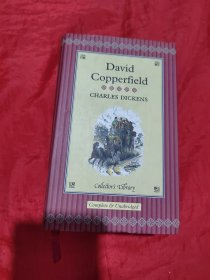 David
Copperfield
CHARLES DICKENS
Collector's Library
Complete & Unabridged